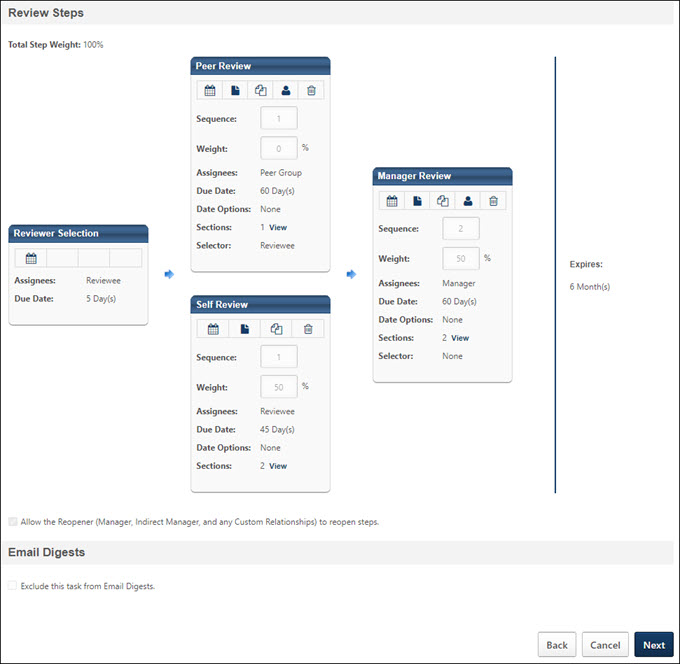 Review Steps
Total Step Weight: 100%
Reviewer Selection
Assignees: Reviewee
Due Date: 5 Day(s)
Peer Review
Sequence: 1
Weight: 0 %
Assignees: Peer Group
Due Date: 60 Day(s)
Date Options: None
Sections: 1 View
Selector: Reviewee
Self Review
Sequence: 1
Weight: 50 %
Assignees: Reviewee
Due Date: 45 Day(s)
Date Options: None
Sections: 2 View
Manager Review
Sequence: 2
Weight: 50 %
Assignees: Manager
Due Date: 60 Day(s)
Date Options: None
Sections: 2 View
Selector: None
Expires:
6 Month(s)
Allow the Reopener (Manager, Indirect Manager, and any Custom Relationships) to reopen steps.
Email Digests
Exclude this task from Email Digests.
Back Cancel Next